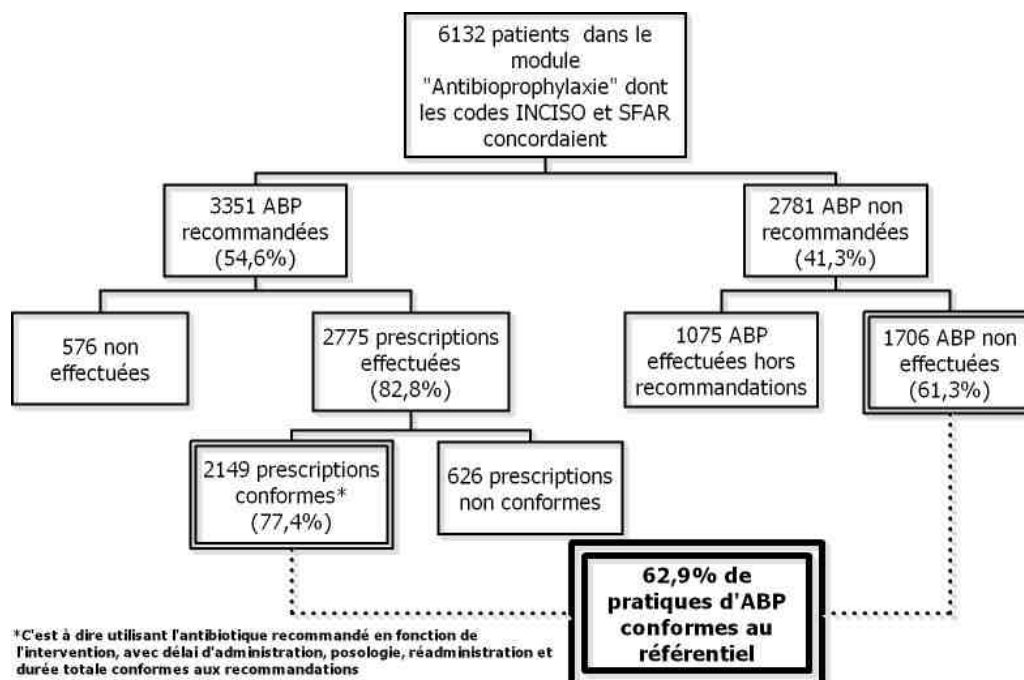 6132 patients dans le
module
"Antibioprophylaxie" dont
les codes INCISO et SFAR
concordaient
3351 ABP
recommandées
(54,6%)
2781 ABP non
recommandées
(41,3%)
576 non
effectuées
2775 prescriptions
effectuées
(82,8%)
1075 ABP
effectuées hors
recommandations
1706 ABP non
effectuées
(61,3%)
2149 prescriptions
conformes*
(77,4%)
626 prescriptions
non conformes
62,9% de
pratiques d'ABP
conformes au
référentiel
*C'est à dire utilisant l'antibiotique recommandé en fonction de
l'intervention, avec délai d'administration, posologie, réadministration et
durée totale conformes aux recommandations